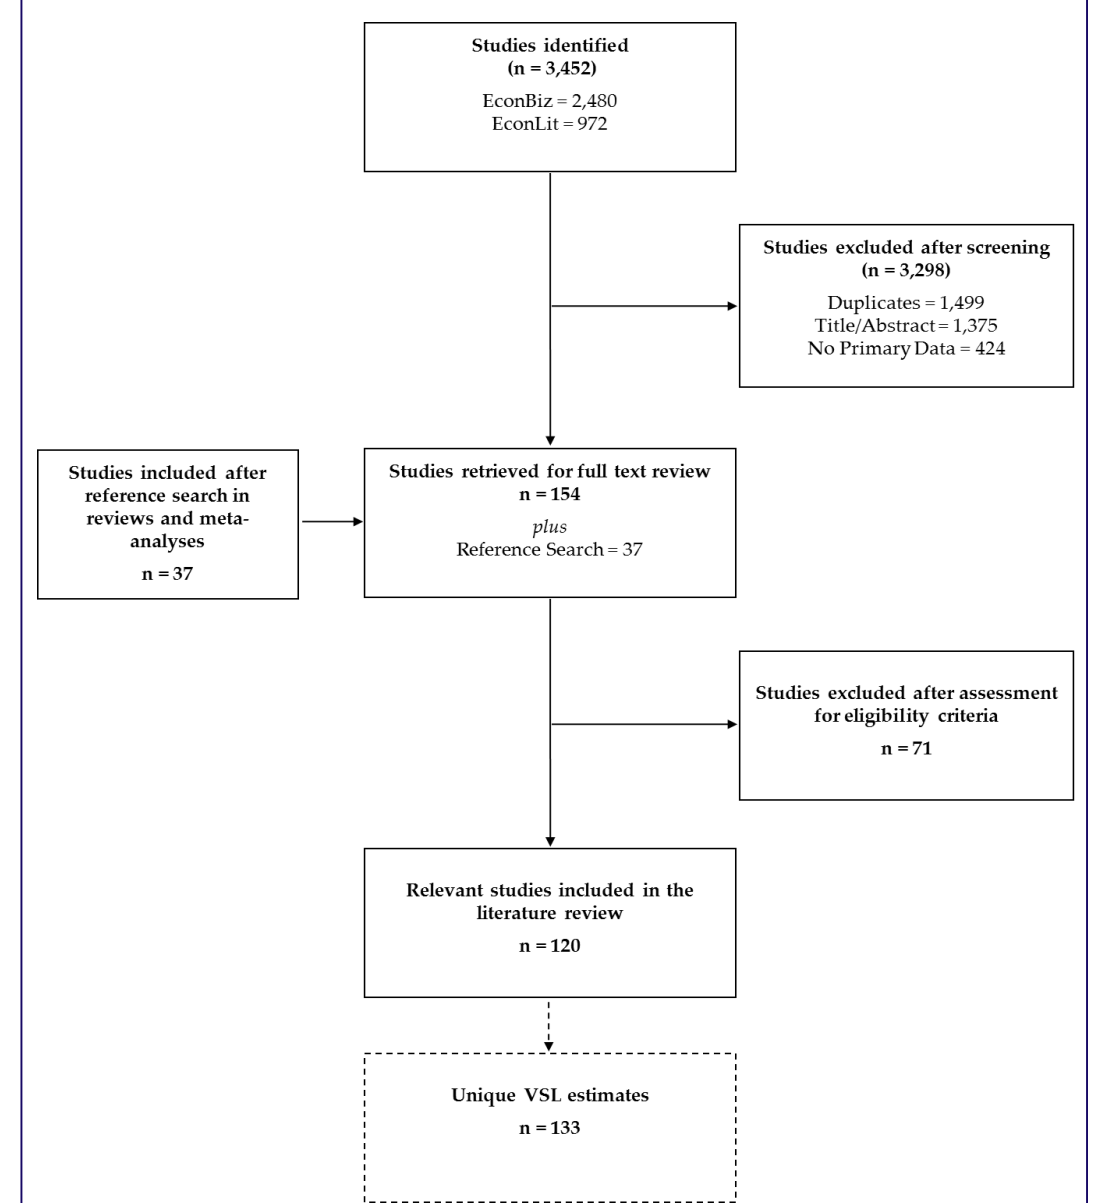 Studies identified
(n = 3,452)
EconBiz = 2,480
EconLit = 972
Studies excluded after screening
(n = 3,298)
Duplicates = 1,499
Title/Abstract = 1,375
No Primary Data = 424
Studies included after
reference search in
reviews and meta-
analyses
n = 37
Studies retrieved for full text review
n = 154
plus
Reference Search = 37
Studies excluded after assessment
for eligibility criteria
n = 71
Relevant studies included in the
literature review
n = 120
Unique VSL estimates
n = 133